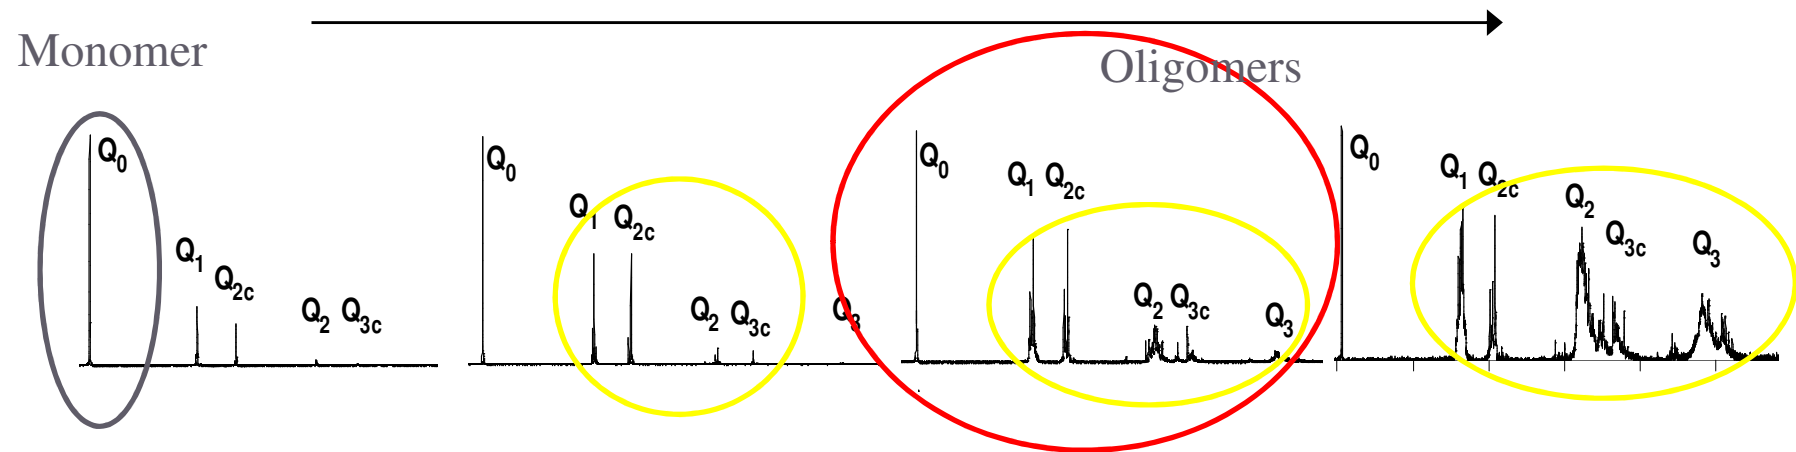 Monomer
Oligomers
Q0
Q1
Q2c
Q2 Q3c
Q0
Q1
Q2c
Q2 Q3c
Q3
Q0
Q1 Q2c
Q2 Q3c
Q3
Q0
Q1 Q2c
Q2
Q3c
Q3